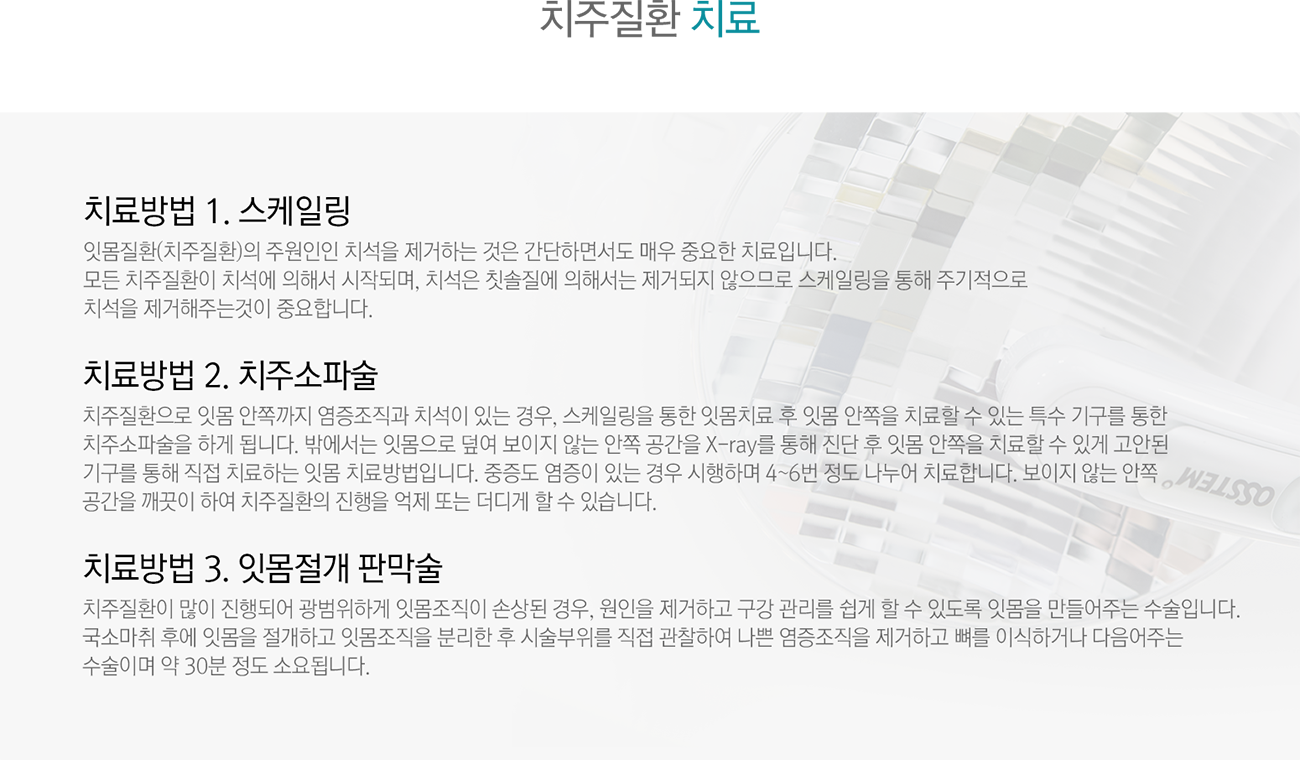 치주질환 치료
치료방법 1. 스케일링
잇몸질환(치주질환)의 주원인인 치석을 제거하는 것은 간단하면서도 매우 중요한 치료입니다.
모든 치주질환이 치석에 의해서 시작되며, 치석은 칫솔질에 의해서는 제거되지 않으므로 스케일링을 통해 주기적으로
치석을 제거해주는것이 중요합니다.
치료방법 2. 치주소파술
치주질환으로 잇몸 안쪽까지 염증조직과 치석이 있는 경우, 스케일링을 통한 잇몸치료 후 잇몸 안쪽을 치료할 수 있는 특수 기구를 통한
치주소파술을 하게 됩니다. 밖에서는 잇몸으로 덮여 보이지 않는 안쪽 공간을 X-ray를 통해 진단 후 잇몸 안쪽을 치료할 수 있게 고안된
기구를 통해 직접 치료하는 잇몸 치료방법입니다. 중증도 염증이 있는 경우 시행하며 4~6번 정도 나누어 치료합니다. 보이지 않는 안쪽
공간을 깨끗이 하여 치주질환의 진행을 억제 또는 더디게 할 수 있습니다.
OSSTEM
치료방법 3. 잇몸절개 판막술
치주질환이 많이 진행되어 광범위하게 잇몸조직이 손상된 경우, 원인을 제거하고 구강 관리를 쉽게 할 수 있도록 잇몸을 만들어주는 수술입니다.
국소마취 후에 잇몸을 절개하고 잇몸조직을 분리한 후 시술부위를 직접 관찰하여 나쁜 염증조직을 제거하고 뼈를 이식하거나 다음어주는
수술이며 약 30분 정도 소요됩니다.